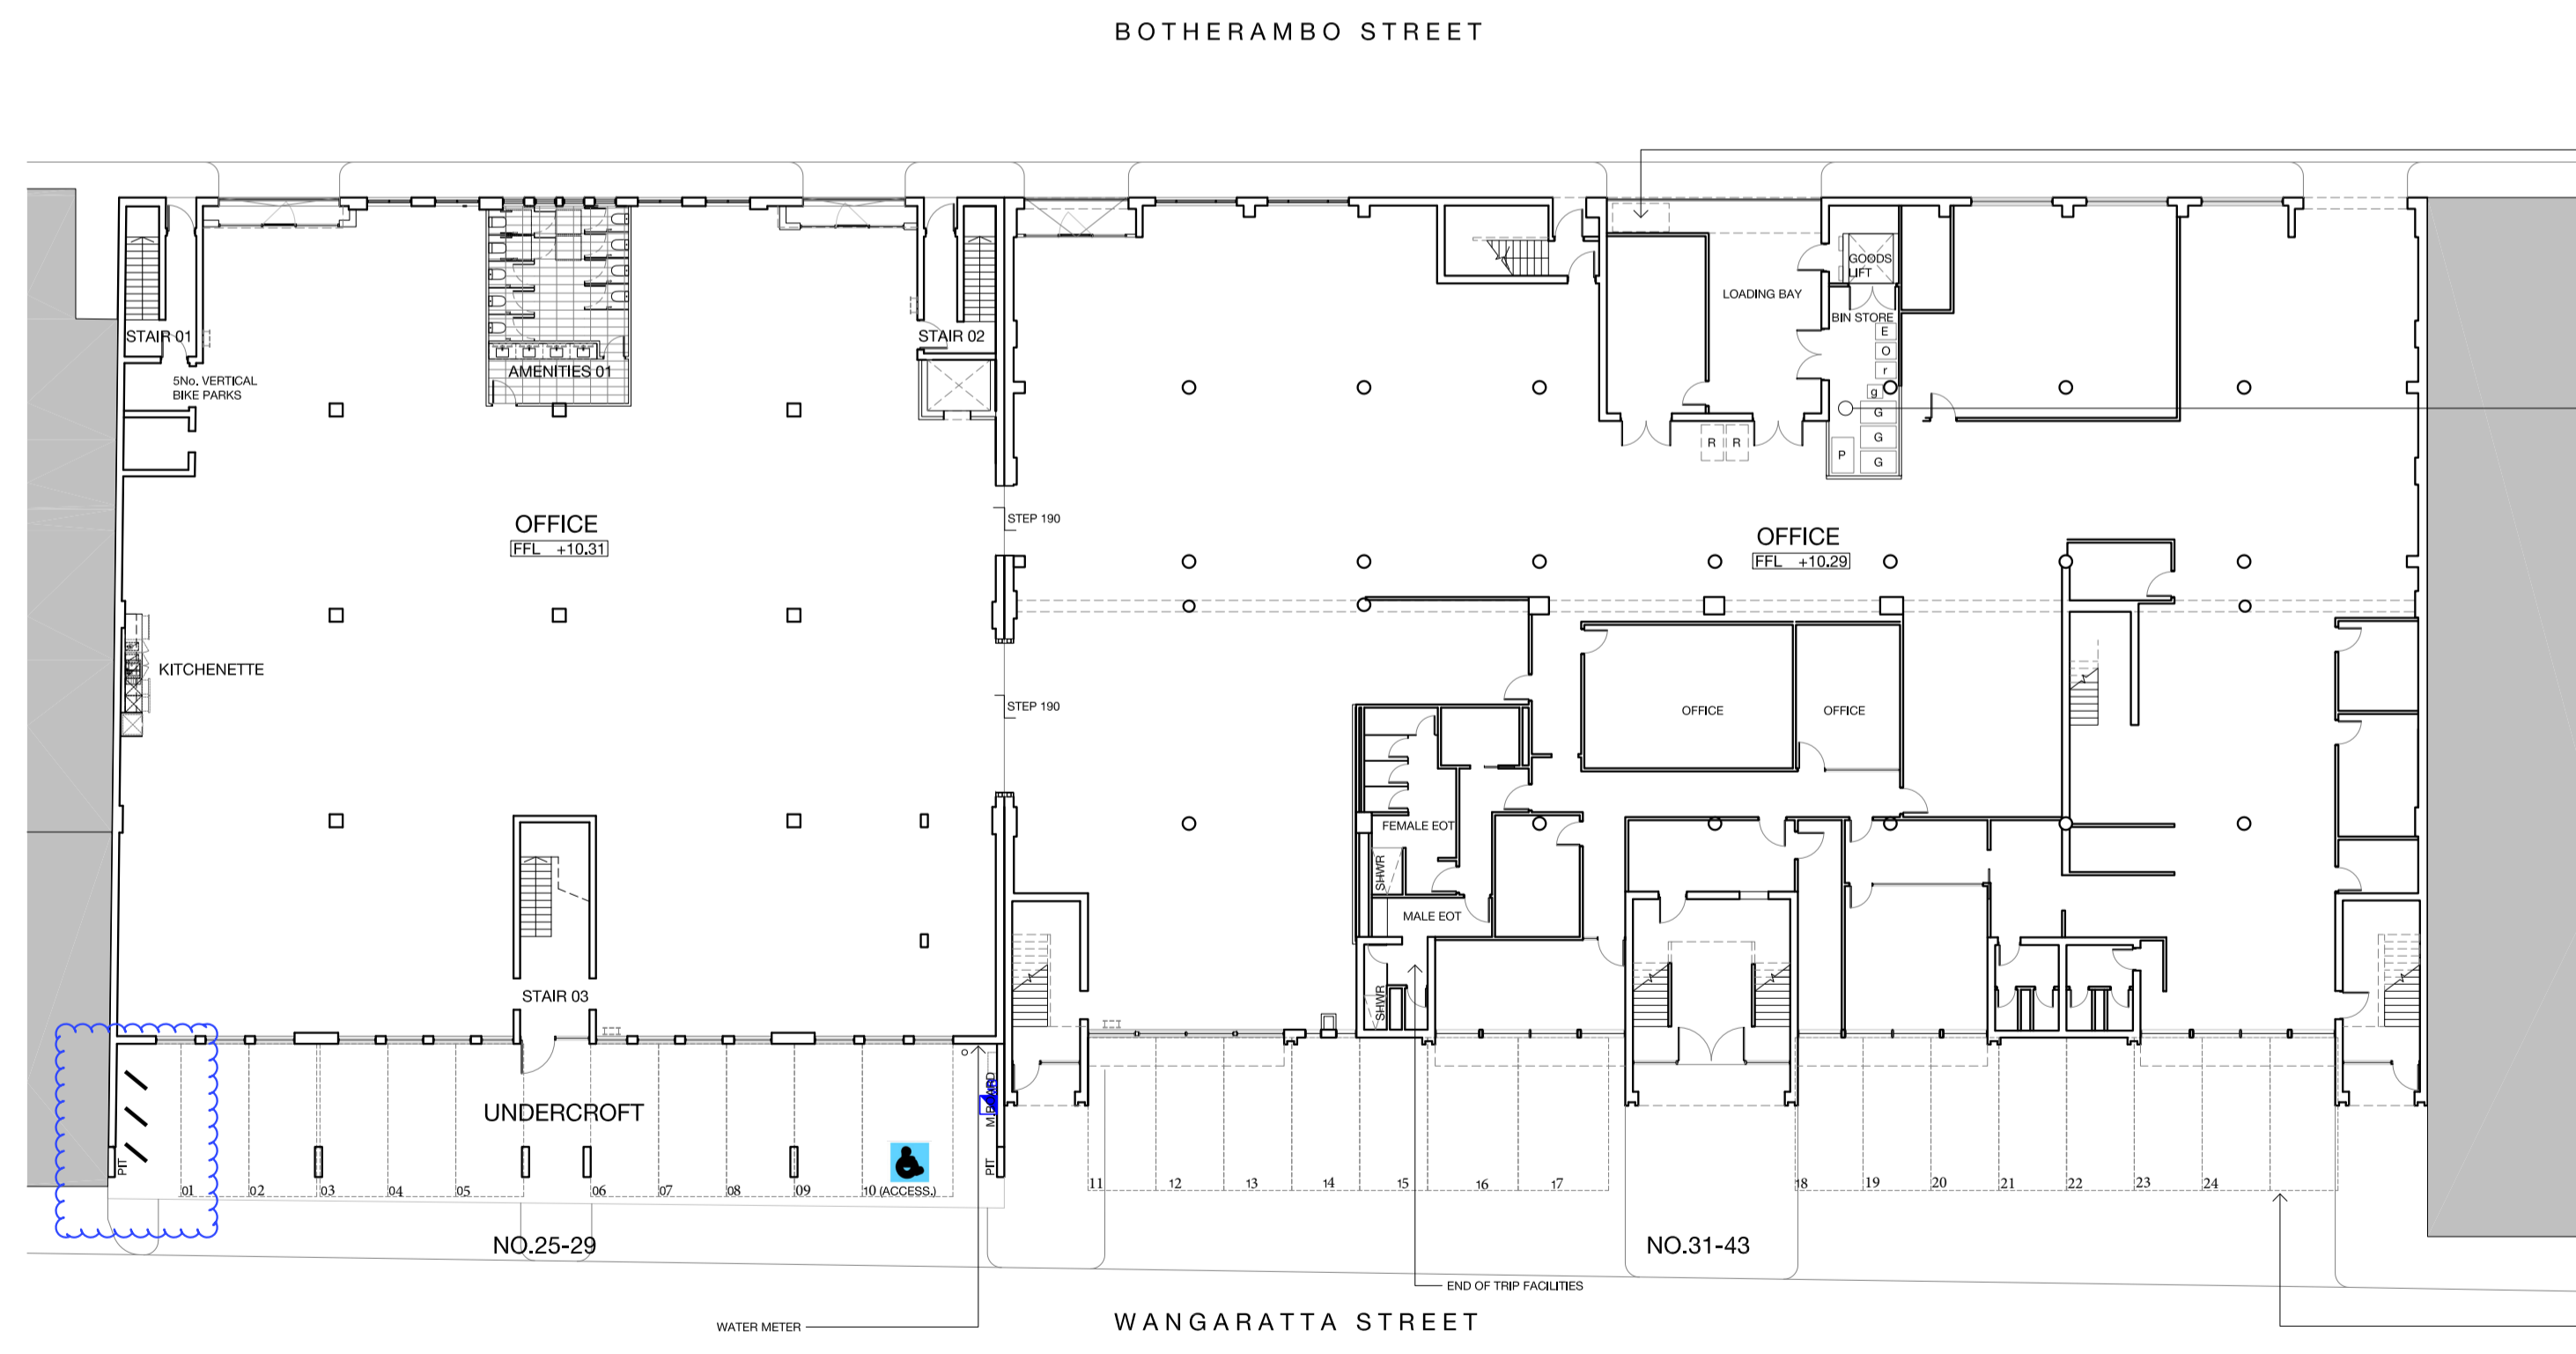 BOTHERAMBO STREET
STAIR 01
5No. VERTICAL
BIKE PARKS
AMENITIES 01
STAIR 02
LOADING BAY
GOODS
LIFT
BIN STORE
E
O
r
g
G
G
G
P
R
R
OFFICE
FFL +10.31
STEP 190
OFFICE
FFL +10.29
KITCHENETTE
STEP 190
OFFICE
OFFICE
FEMALE EOT
SHWR
MALE EOT
SHWR
STAIR 03
UNDERCROFT
PIT
PIT
01
02
03
04
05
06
07
08
09
10 (ACCESS.)
11
12
13
14
15
16
17
18
19
20
21
22
23
24
NO.25-29
NO.31-43
END OF TRIP FACILITIES
WATER METER
WANGARATTA STREET